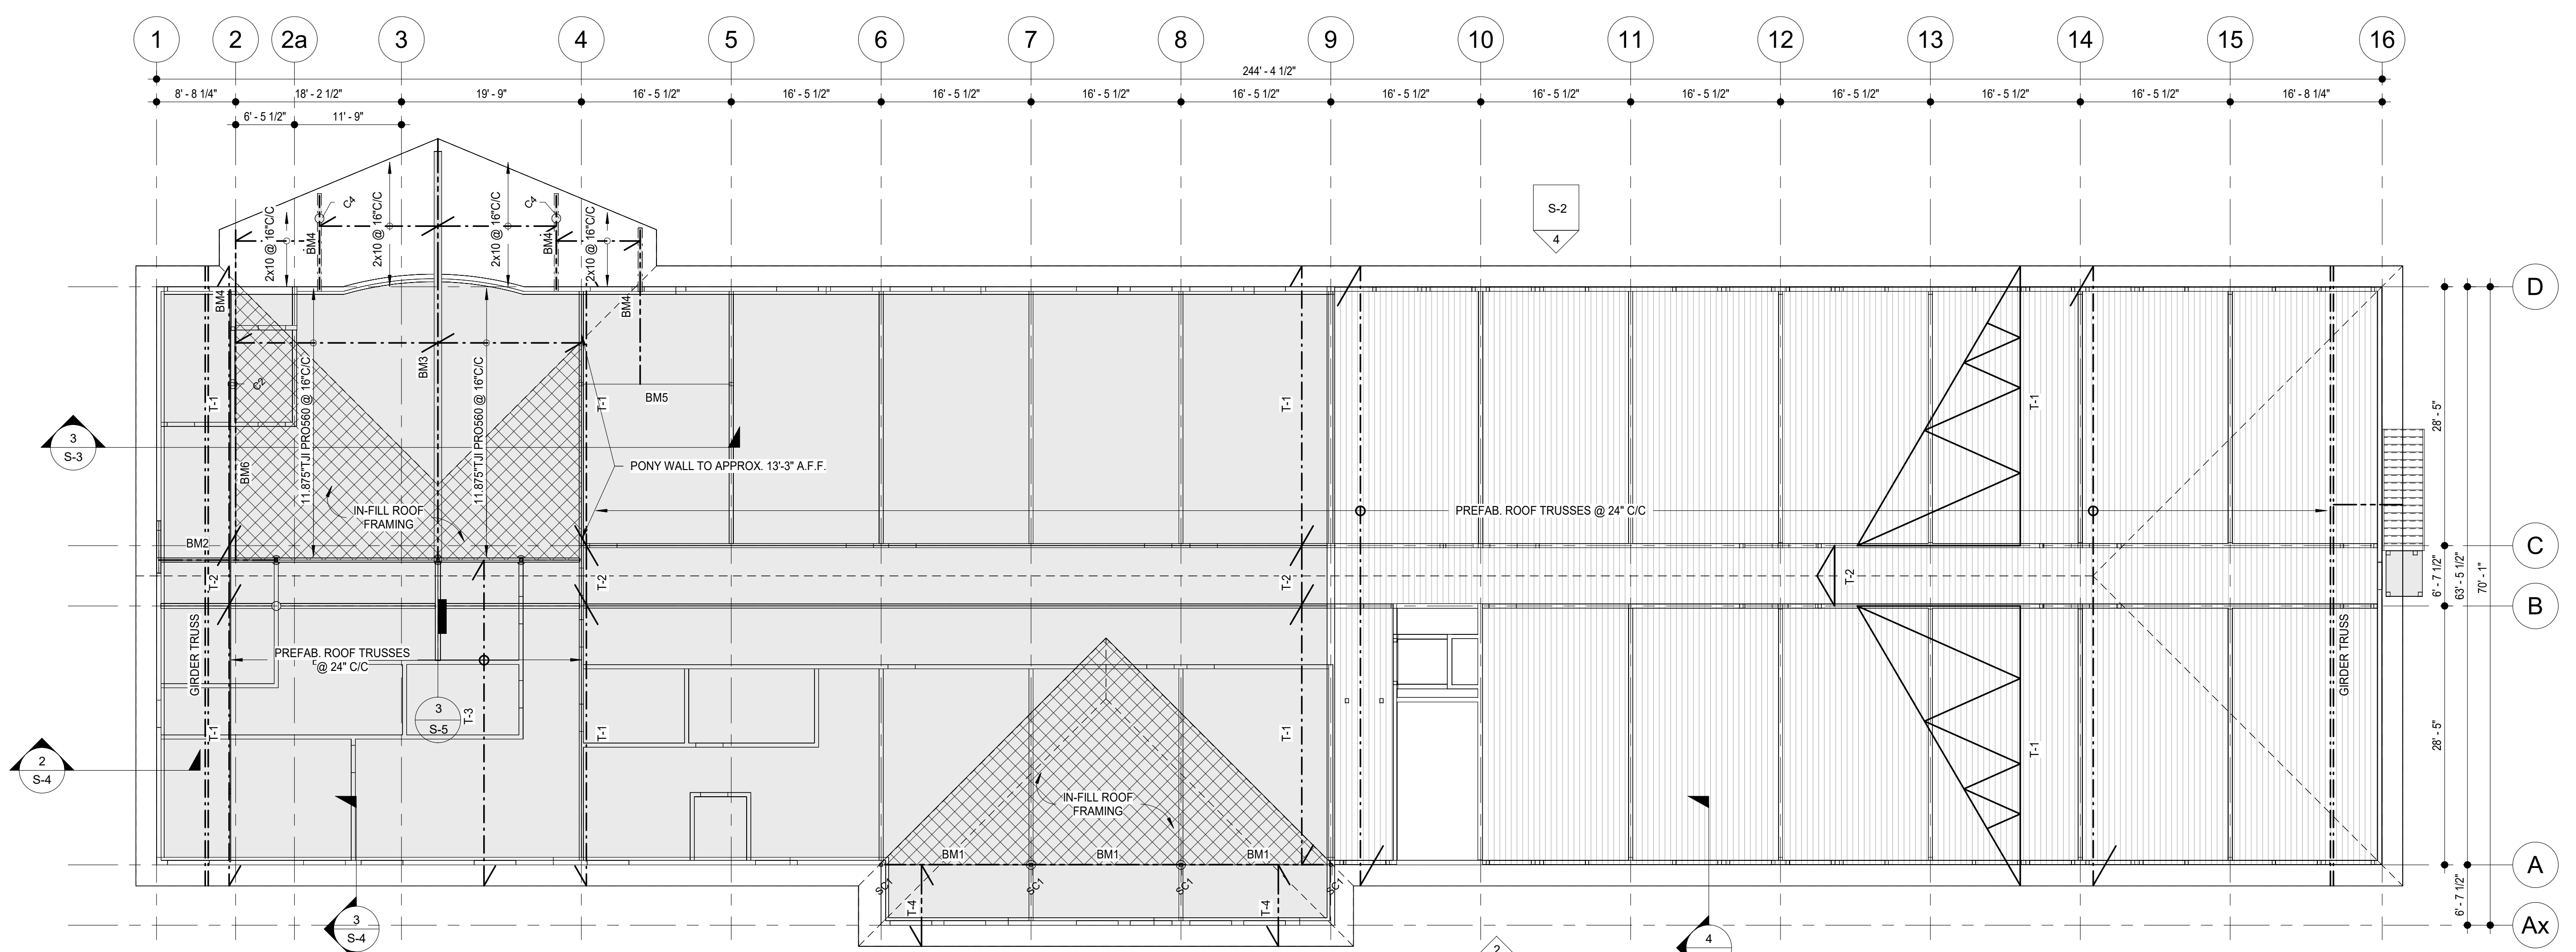 1
2
2a
3
4
5
6
7
8
9
10
11
12
13
14
15
16
244' - 4 1/2"
8' - 8 1/4"
18' - 2 1/2"
19' - 9"
16' - 5 1/2"
16' - 5 1/2"
16' - 5 1/2"
16' - 5 1/2"
16' - 5 1/2"
16' - 5 1/2"
16' - 5 1/2"
16' - 5 1/2"
16' - 5 1/2"
16' - 5 1/2"
16' - 5 1/2"
16' - 8 1/4"
6' - 5 1/2"
11' - 9"
2x10 @ 16"C/C
BM4
C4
2x10 @ 16"C/C
2x10 @ 16"C/C
C4
BM4
2x10 @ 16"C/C
S-2
4
D
BM4
BM4
BM3
C2
T-1
11.875"TJI PRO560 @ 16"C/C
11.875"TJI PRO560 @ 16"C/C
T-1
BM5
T-1
T-1
28' - 5"
3
S-3
BM6
PONY WALL TO APPROX. 13'-3" A.F.F.
IN-FILL ROOF
FRAMING
PREFAB. ROOF TRUSSES @ 24" C/C
BM2
C
T-2
T-2
T-2
T-2
6' - 7 1/2"
63' - 5 1/2"
70' - 1"
B
GIRDER TRUSS
PREFAB. ROOF TRUSSES
@ 24" C/C
GIRDER TRUSS
3
S-5
T-3
T-1
T-1
T-1
T-1
28' - 5"
2
S-4
IN-FILL ROOF
FRAMING
BM1
BM1
BM1
A
SC1
SC1
SC1
SC1
T-4
T-4
6' - 7 1/2"
3
S-4
2
4
Ax